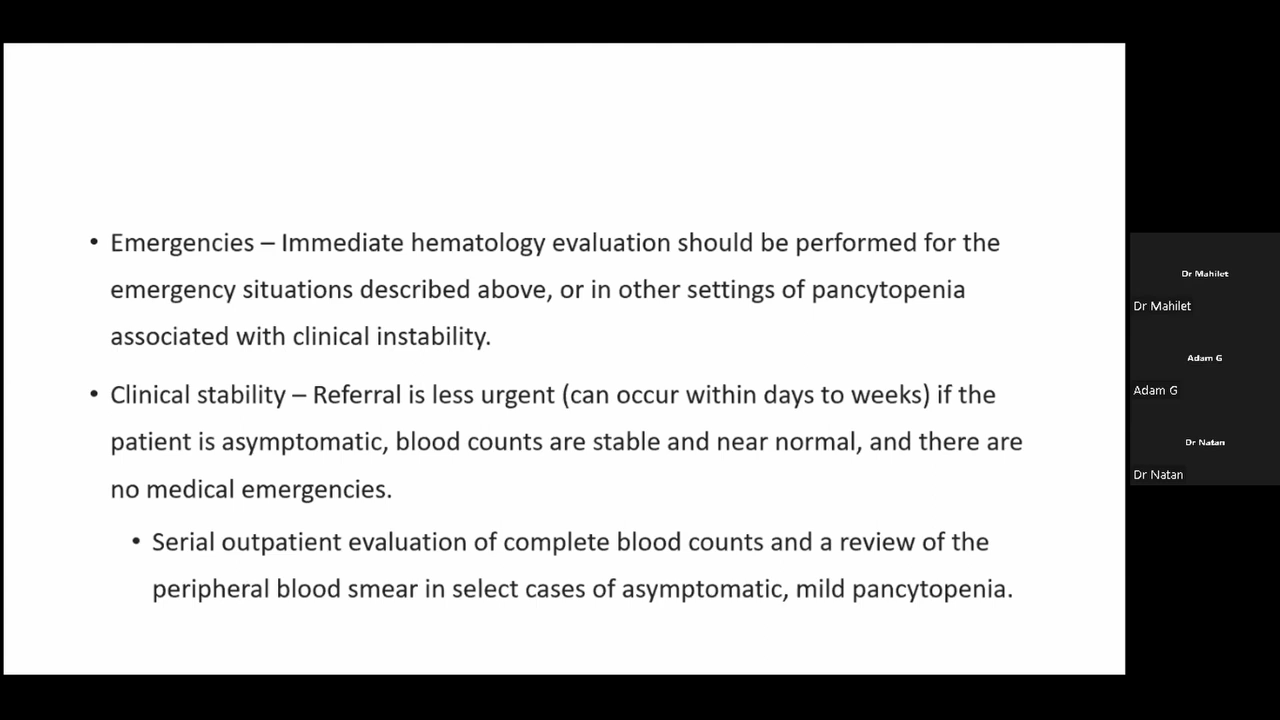 • Emergencies – Immediate hematology evaluation should be performed for the
emergency situations described above, or in other settings of pancytopenia
associated with clinical instability.
• Clinical stability – Referral is less urgent (can occur within days to weeks) if the
patient is asymptomatic, blood counts are stable and near normal, and there are
no medical emergencies.
• Serial outpatient evaluation of complete blood counts and a review of the
peripheral blood smear in select cases of asymptomatic, mild pancytopenia.
Dr Mahilet
Dr Mahilet
Adam G
Adam G
Dr Natan
Dr Natan